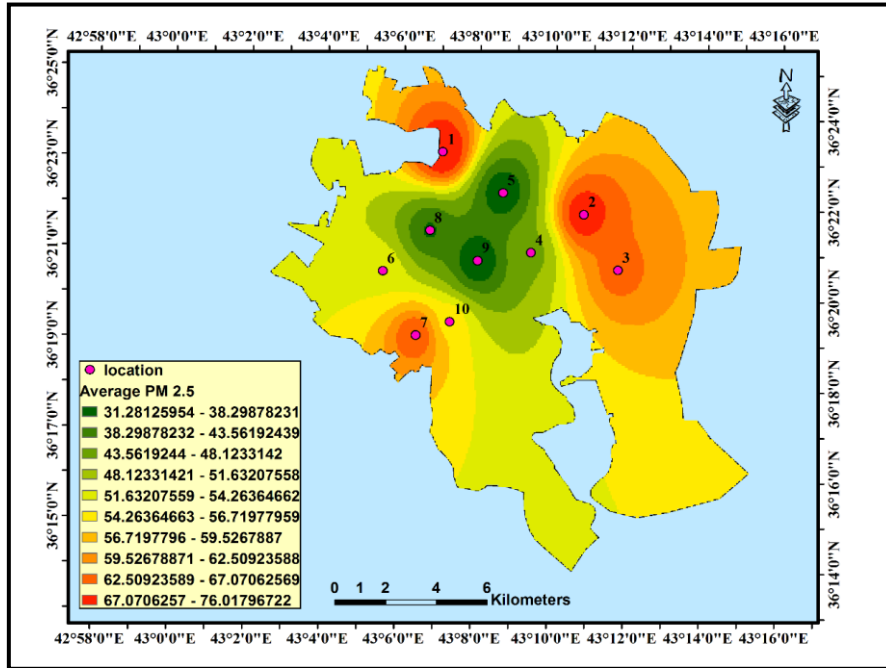 42°58'0"E 43°0'0"E 43°2'0"E 43°4'0"E 43°6'0"E 43°8'0"E 43°10'0"E 43°12'0"E 43°14'0"E 43°16'0"E
36°25'0"N
36°23'0"N
36°21'0"N
36°19'0"N
36°17'0"N
36°15'0"N
N
36°24'0"N
36°22'0"N
36°20'0"N
36°18'0"N
36°16'0"N
36°14'0"N
1
5
2
8
4
9
3
6
10
7
location
Average PM 2.5
31.28125954 - 38.29878231
38.29878232 - 43.56192439
43.5619244 - 48.1233142
48.12331421 - 51.63207558
51.63207559 - 54.26364662
54.26364663 - 56.71977959
56.7197796 - 59.5267887
59.52678871 - 62.50923588
62.50923589 - 67.07062569
67.0706257 - 76.01796722
0 1 2 4 6
Kilometers
42°58'0"E 43°0'0"E 43°2'0"E 43°4'0"E 43°6'0"E 43°8'0"E 43°10'0"E 43°12'0"E 43°14'0"E 43°16'0"E